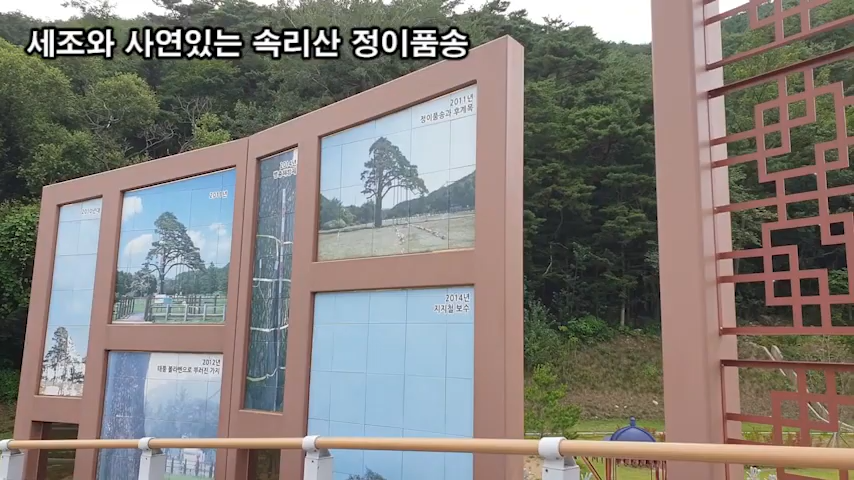 세조와 사연있는 속리산 정이품송
2011년
정이품송과 후계목
2014년
2014년
지지철 보수
2012년
태풍 볼라벤으로 부러진 가지